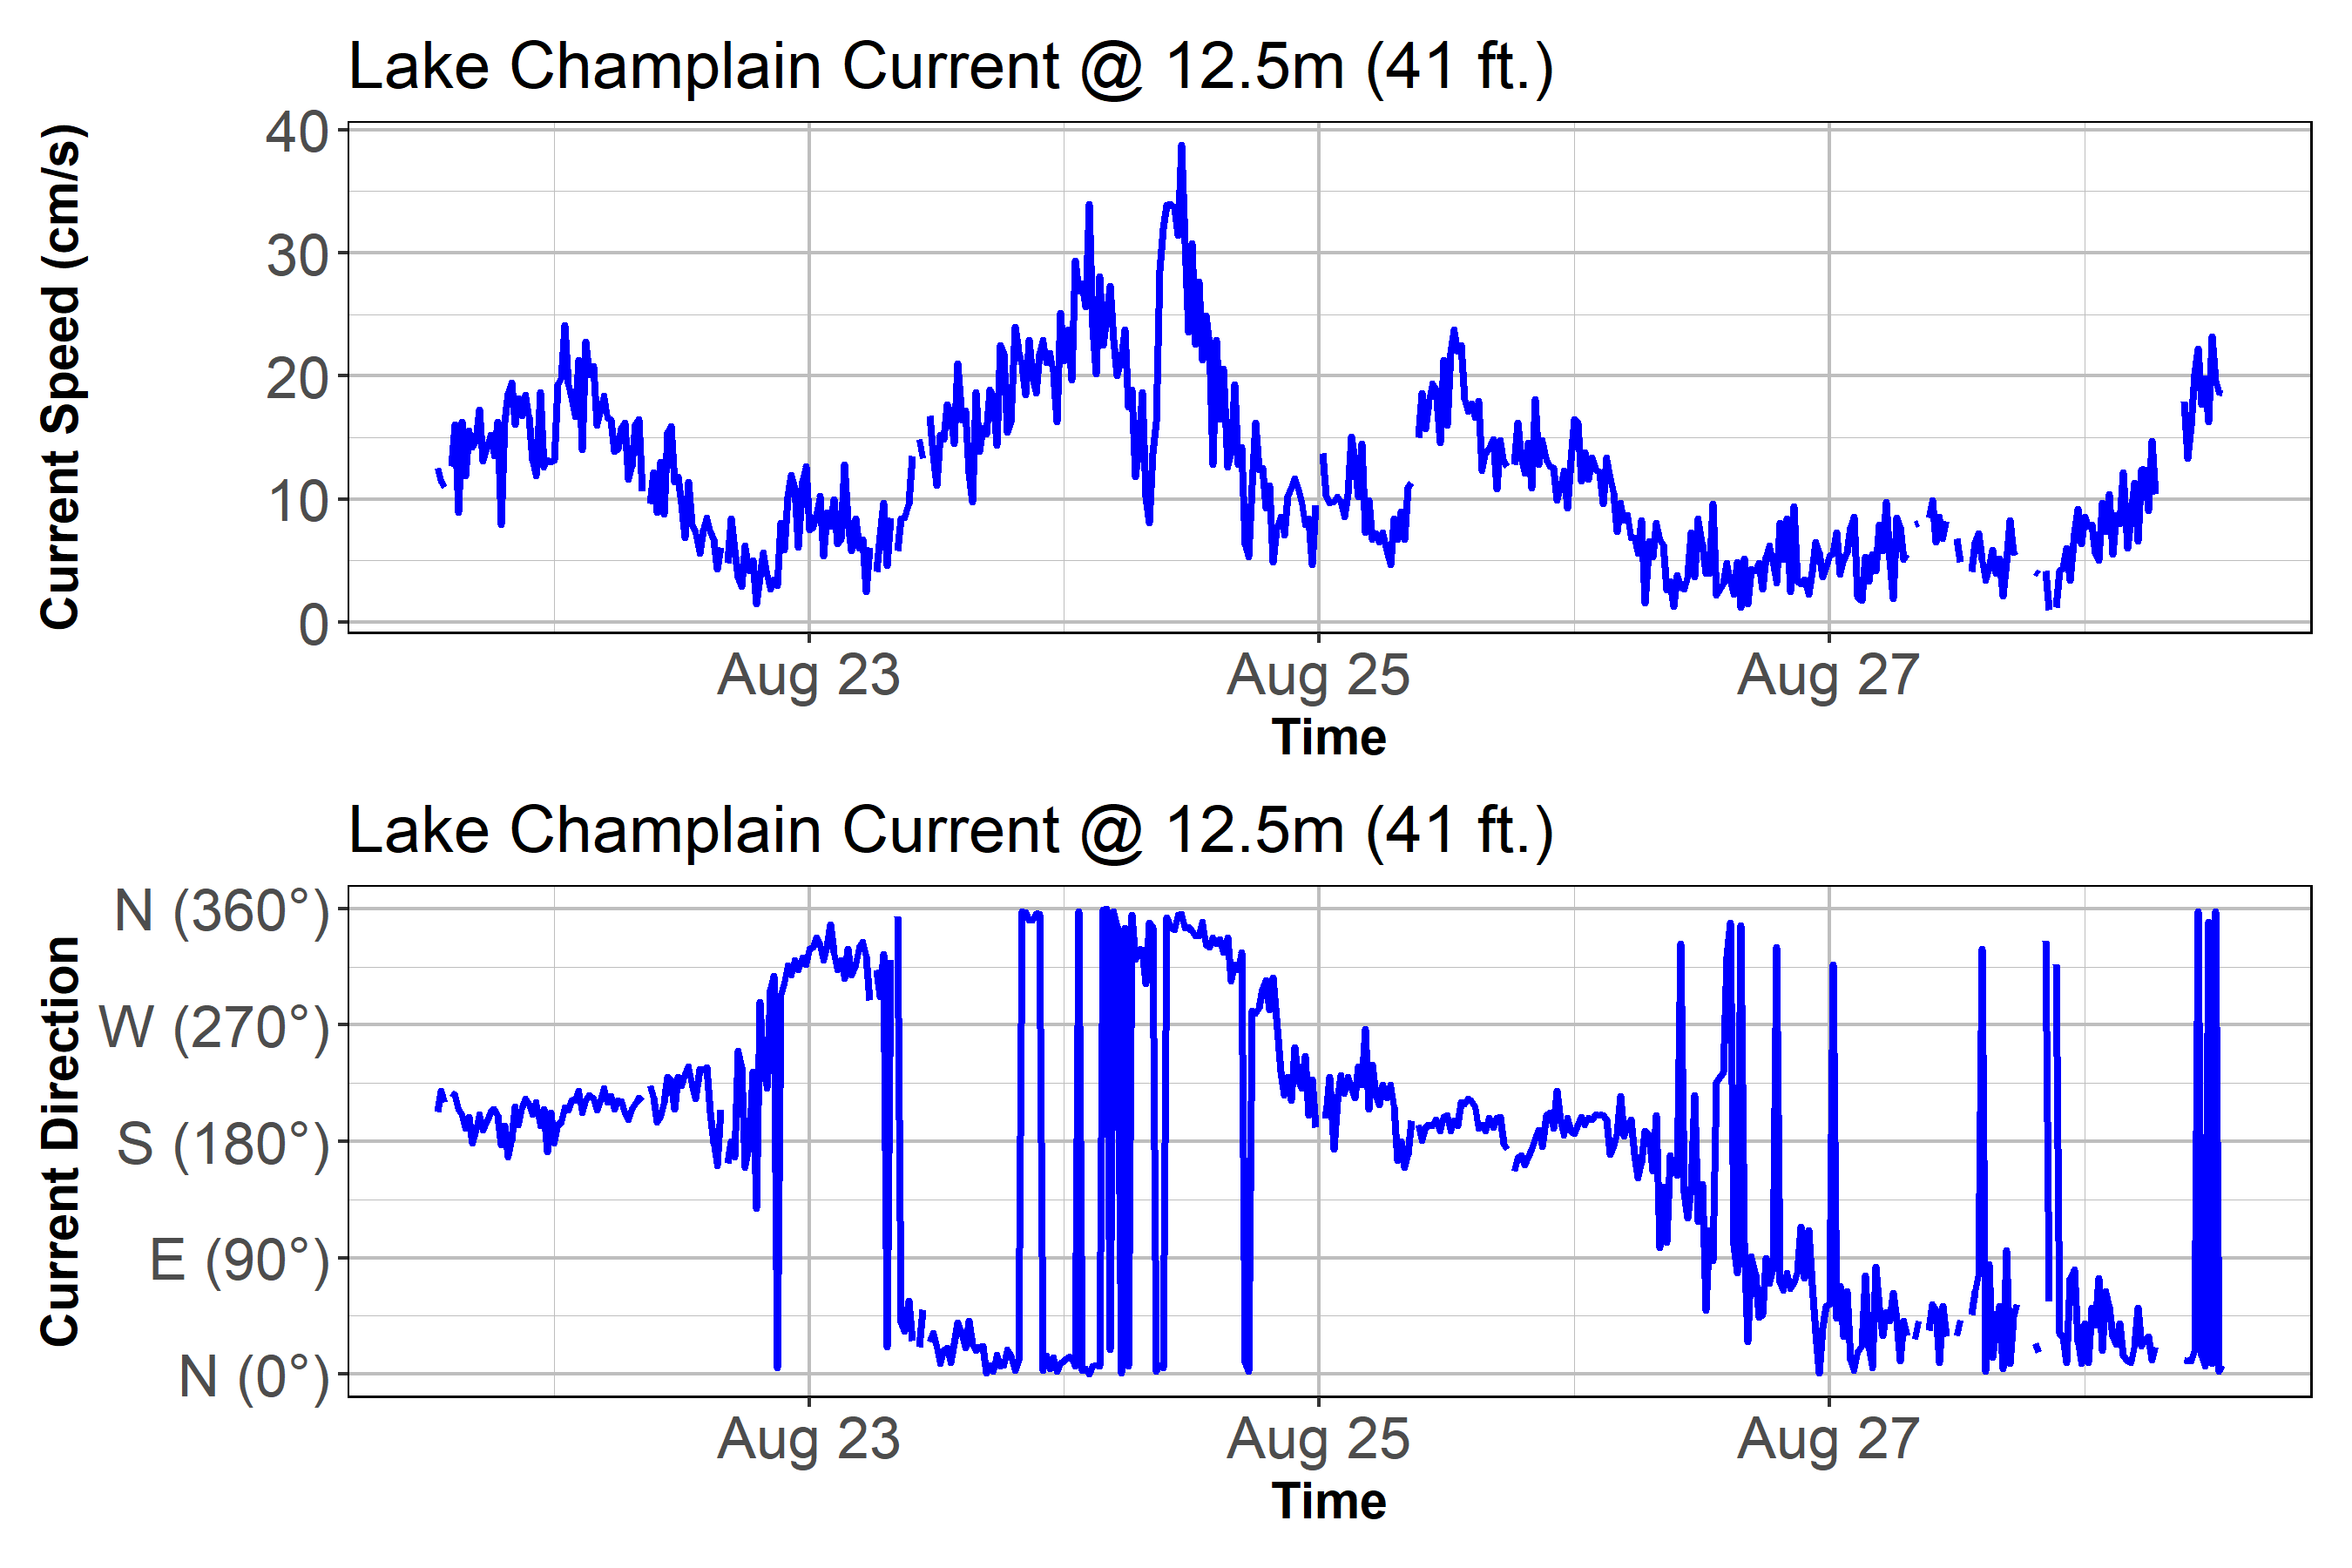 Lake Champlain Current @ 12.5m (41 ft.)
Current Speed (cm/s)
40
30
20
10
0
Aug 23 Aug 25 Aug 27
Time
Lake Champlain Current @ 12.5m (41 ft.)
Current Direction
N (360°)
W (270°)
S (180°)
E (90°)
N (0°)
Aug 23 Aug 25 Aug 27
Time